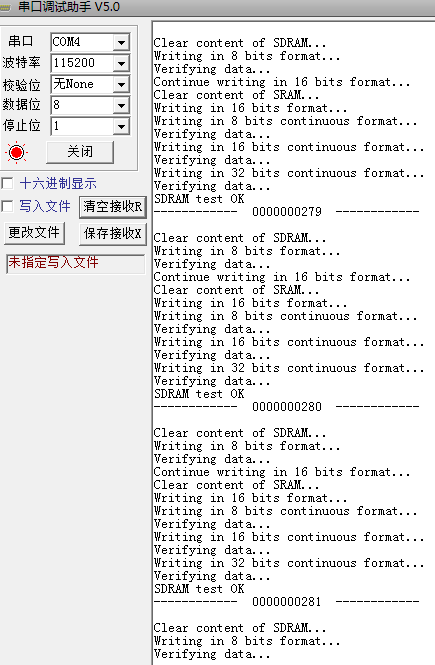 串口调试助手 V5.0
串口 COM4
波特率 115200
校验位 无None
数据位 8
停止位 1
关闭
十六进制显示
写入文件 清空接收R
更改文件 保存接收X
未指定写入文件
Clear content of SDRAM...
Writing in 8 bits format...
Verifying data...
Continue writing in 16 bits format...
Clear content of SRAM...
Writing in 16 bits format...
Writing in 8 bits continuous format...
Verifying data...
Writing in 16 bits continuous format...
Verifying data...
Writing in 32 bits continuous format...
Verifying data...
SDRAM test OK
------------ 0000000279 ------------
Clear content of SDRAM...
Writing in 8 bits format...
Verifying data...
Continue writing in 16 bits format...
Clear content of SRAM...
Writing in 16 bits format...
Writing in 8 bits continuous format...
Verifying data...
Writing in 16 bits continuous format...
Verifying data...
Writing in 32 bits continuous format...
Verifying data...
SDRAM test OK
------------ 0000000280 ------------
Clear content of SDRAM...
Writing in 8 bits format...
Verifying data...
Continue writing in 16 bits format...
Clear content of SRAM...
Writing in 16 bits format...
Writing in 8 bits continuous format...
Verifying data...
Writing in 16 bits continuous format...
Verifying data...
Writing in 32 bits continuous format...
Verifying data...
SDRAM test OK
------------ 0000000281 ------------
Clear content of SDRAM...
Writing in 8 bits format...
Verifying data...